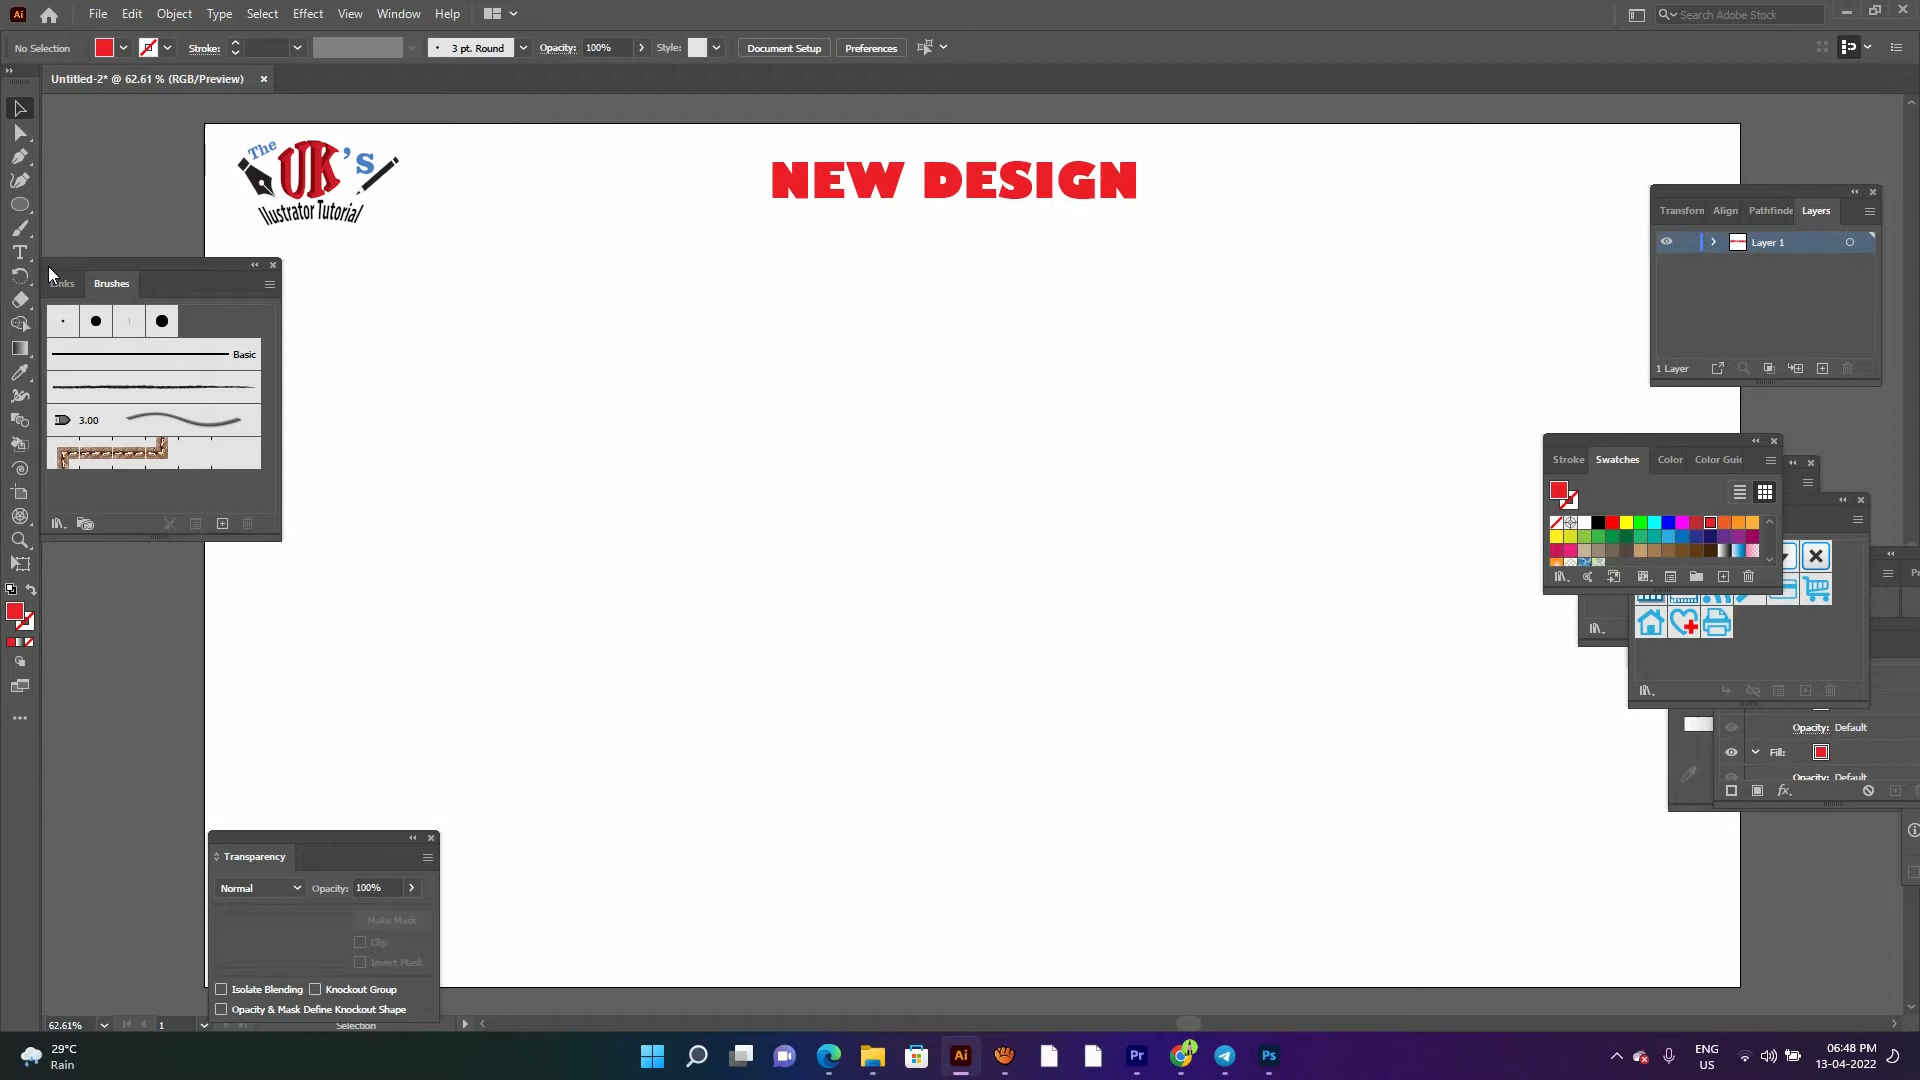 File Edit Object Type Select Effect View Window Help
Search Adobe Stock
No Selection Stroke: 3 pt. Round Opacity: 100% Style: Document Setup Preferences
Untitled-2* @ 62.61 % (RGB/Preview)
The UK's
llustrator Tutorial
NEW DESIGN
Transform Align Pathfinde Layers
Layer 1
1 Layer
Brushes
Basic
3.00
Stroke Swatches Color Color Guid
Opacity: Default
Fill:
Opacity: Default
Transparency
Normal Opacity: 100%
Make Mask
Clip
Invert Mask
Isolate Blending Knockout Group
Opacity & Mask Define Knockout Shape
62.61% 1 Selection
29°C
Rain
ENG
US
06:48 PM
13-04-2022